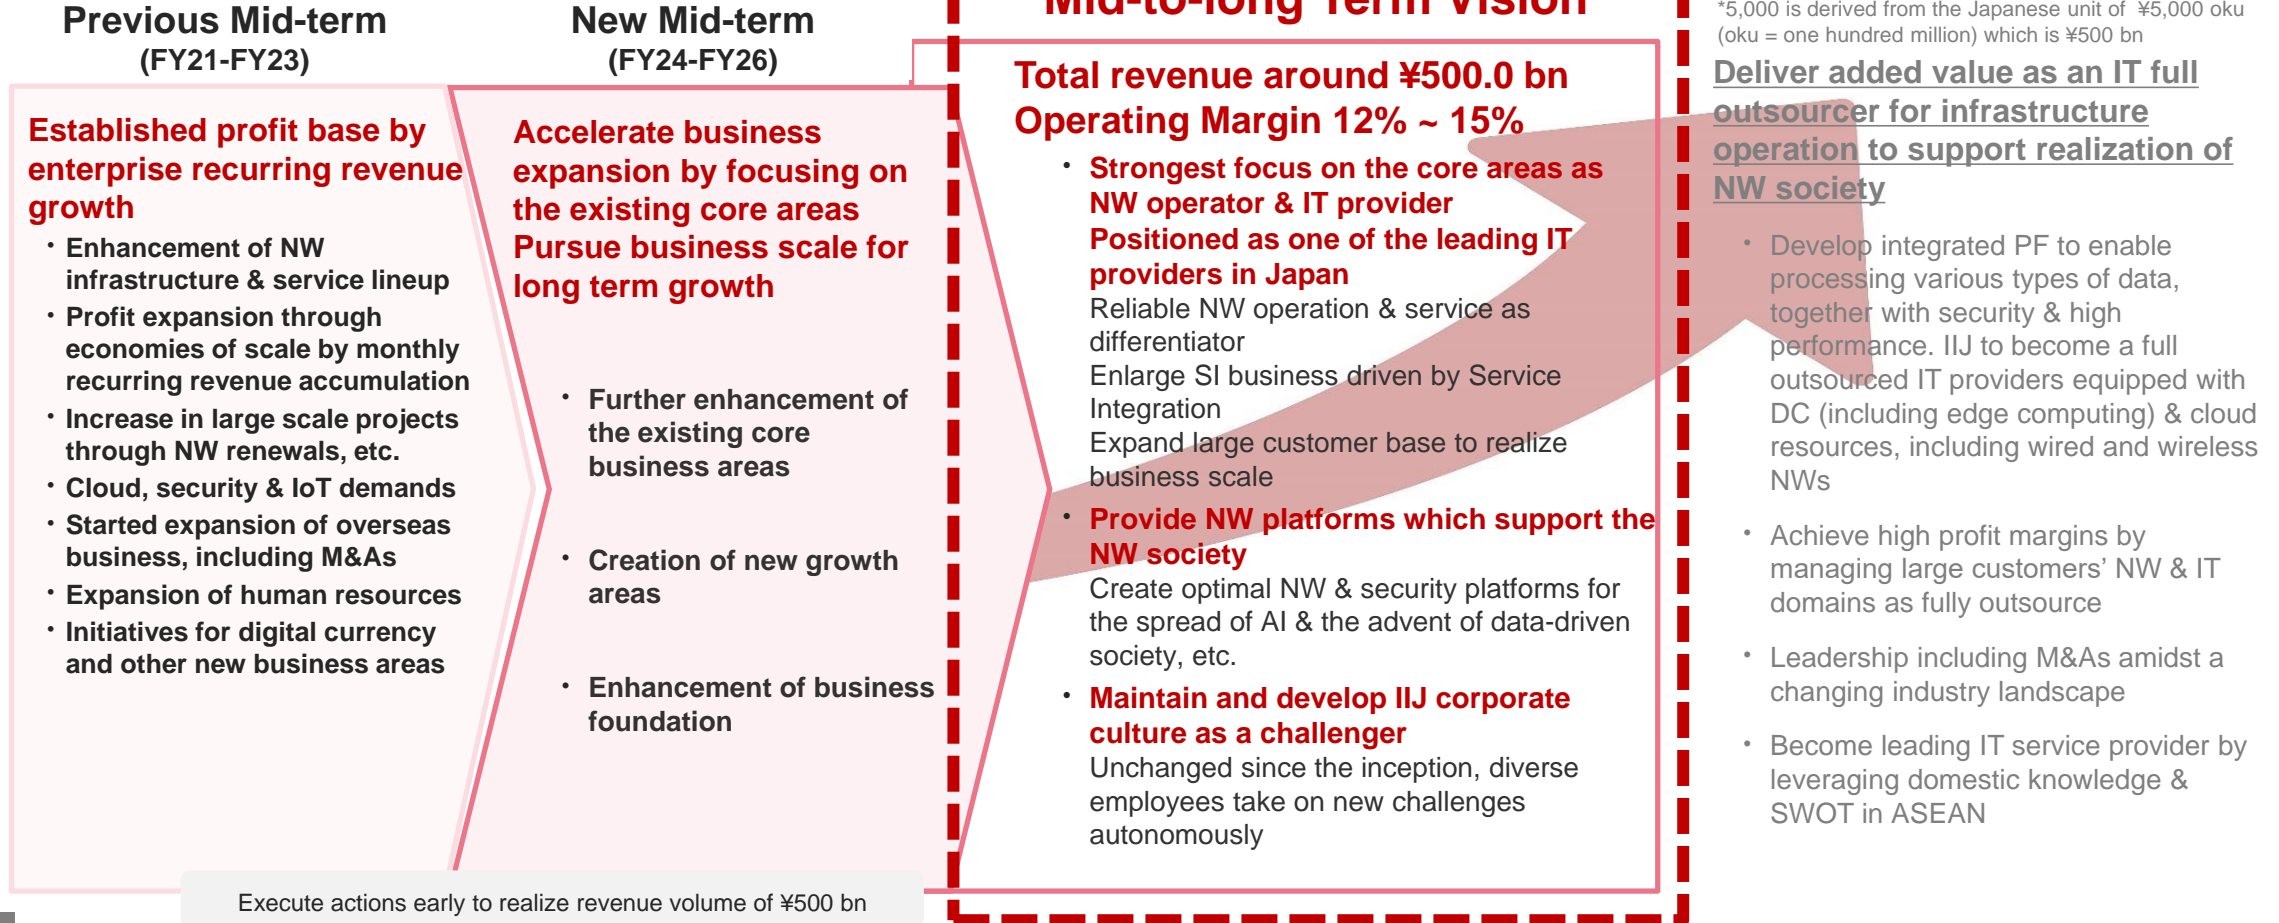 Previous Mid-term
(FY21-FY23)
Established profit base by
enterprise recurring revenue
growth
・Enhancement of NW
infrastructure & service lineup
・Profit expansion through
economies of scale by monthly
recurring revenue accumulation
・Increase in large scale projects
through NW renewals, etc.
・Cloud, security & IoT demands
・Started expansion of overseas
business, including M&As
・Expansion of human resources
・Initiatives for digital currency
and other new business areas
New Mid-term
(FY24-FY26)
Accelerate business
expansion by focusing on
the existing core areas
Pursue business scale for
long term growth
・Further enhancement of
the existing core
business areas
・Creation of new growth
areas
・Enhancement of business
foundation
Execute actions early to realize revenue volume of ¥500 bn
Mid-to-long Term Vision
Total revenue around ¥500.0 bn
Operating Margin 12% ~ 15%
・Strongest focus on the core areas as
NW operator & IT provider
Positioned as one of the leading IT
providers in Japan
Reliable NW operation & service as
differentiator
Enlarge SI business driven by Service
Integration
Expand large customer base to realize
business scale
・Provide NW platforms which support the
NW society
Create optimal NW & security platforms for
the spread of AI & the advent of data-driven
society, etc.
・Maintain and develop IIJ corporate
culture as a challenger
Unchanged since the inception, diverse
employees take on new challenges
autonomously
*5,000 is derived from the Japanese unit of ¥5,000 oku
(oku = one hundred million) which is ¥500 bn
Deliver added value as an IT full
outsourcer for infrastructure
operation to support realization of
NW society
・Develop integrated PF to enable
processing various types of data,
together with security & high
performance. IIJ to become a full
outsourced IT providers equipped with
DC (including edge computing) & cloud
resources, including wired and wireless
NWs
・Achieve high profit margins by
managing large customers’ NW & IT
domains as fully outsource
・Leadership including M&As amidst a
changing industry landscape
・Become leading IT service provider by
leveraging domestic knowledge &
SWOT in ASEAN